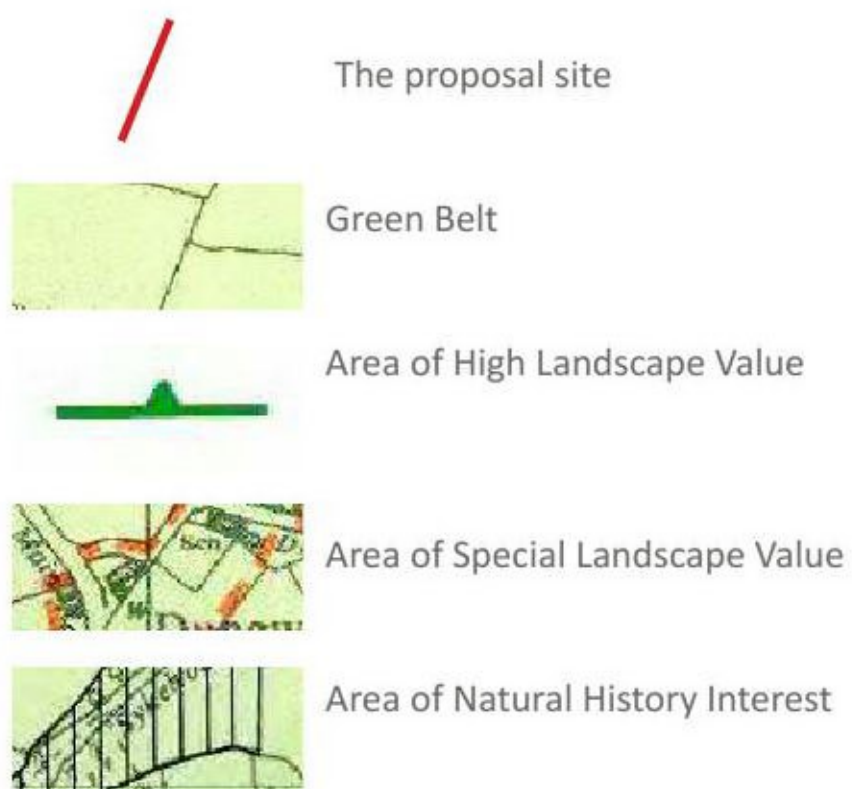 The proposal site
Green Belt
Area of High Landscape Value
Area of Special Landscape Value
Scn
Area of Natural History Interest